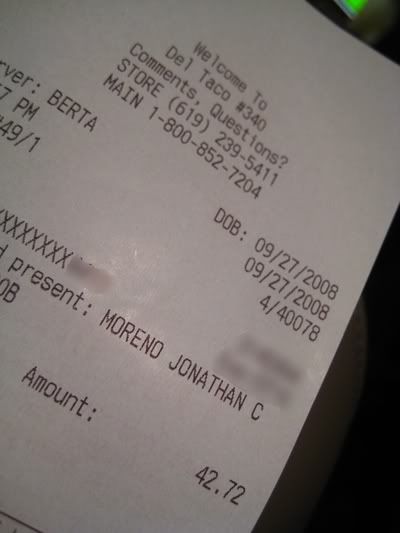 Welcome To
Del Taco #340
Comments, Questions?
STORE (619) 239-5411
MAIN 1-800-852-7204
rver: BERTA
DOB: 09/27/2008
7 PM
09/27/2008
49/1
4/40078
XXXXXXXXX
d present: MORENO JONATHAN C
OB
Amount:
42.72